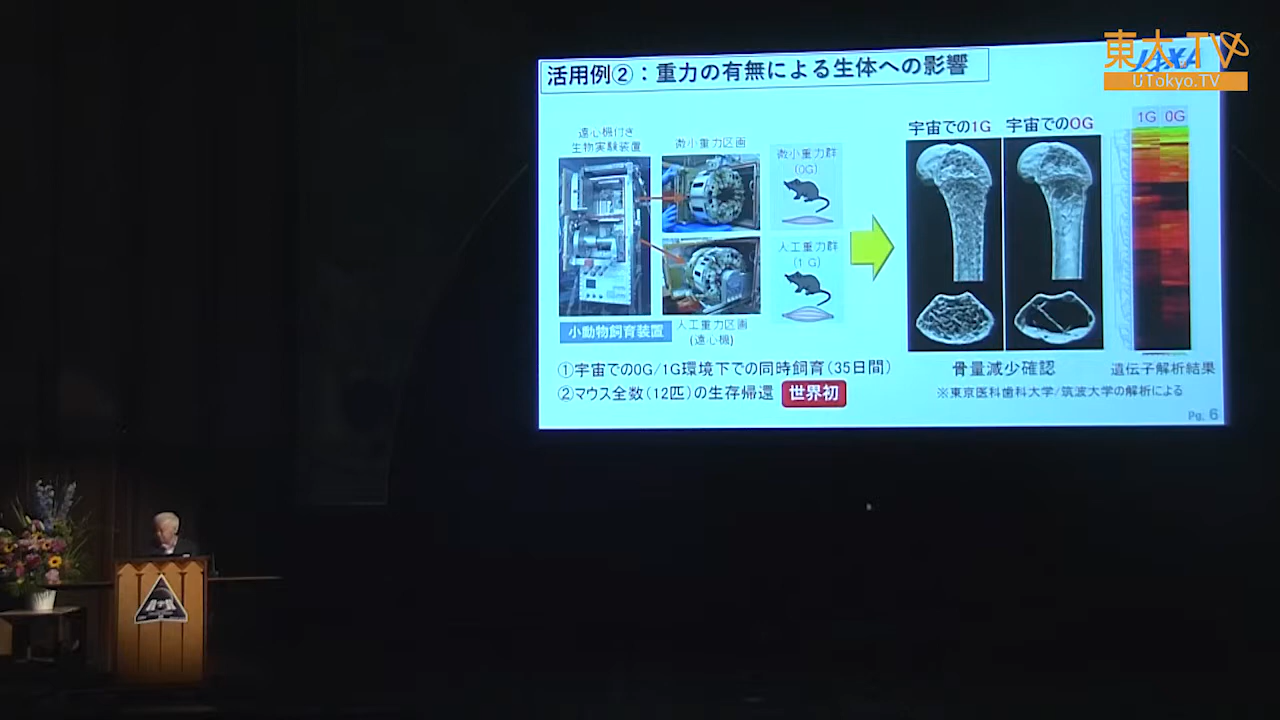 東大TV
UTokyo.TV
JAXA
活用例②：重力の有無による生体への影響
遠心機付き
生物実験装置
微小重力区画
微小重力群
(0G)
人工重力群
(1G)
小動物飼育装置
人工重力区画
(遠心機)
宇宙での1G 宇宙での0G
1G 0G
①宇宙での0G/1G環境下での同時飼育(35日間)
②マウス全数(12匹)の生存帰還 世界初
骨量減少確認
遺伝子解析結果
※東京医科歯科大学/筑波大学の解析による
Pg. 6